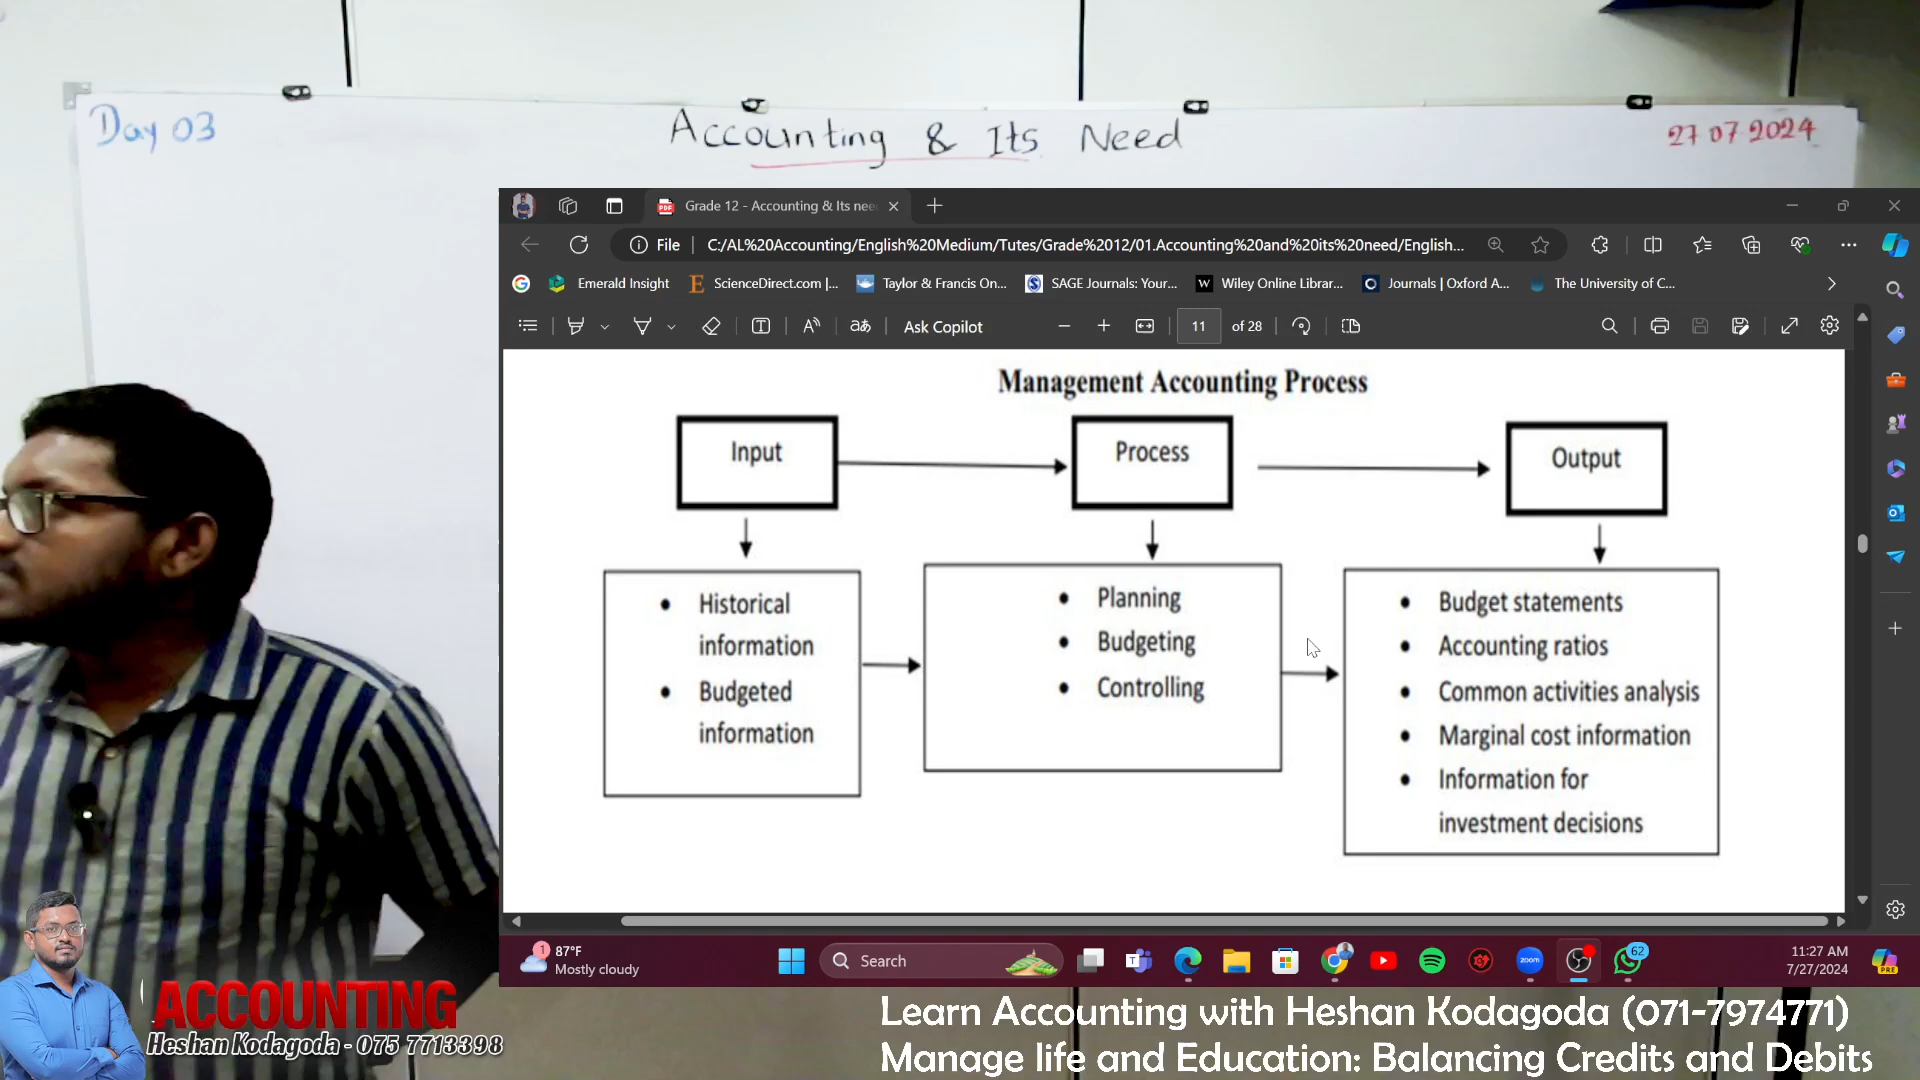 Day 03
Accounting & Its Need
27 07 2024
Grade 12 - Accounting & Its nee
File
C:/AL%20Accounting/English%20Medium/Tutes/Grade%2012/01.Accounting%20and%20its%20need/English...
Emerald Insight
ScienceDirect.com |...
Taylor & Francis On...
SAGE Journals: Your...
W
Wiley Online Librar...
Journals | Oxford A...
The University of C...
Ask Copilot
11 of 28
Management Accounting Process
Input
Process
Output
• Historical
information
• Budgeted
information
• Planning
• Budgeting
• Controlling
• Budget statements
• Accounting ratios
• Common activities analysis
• Marginal cost information
• Information for
investment decisions
1
87°F
Mostly cloudy
Search
zoom
62
11:27 AM
7/27/2024
PRE
ACCOUNTING
Heshan Kodagoda - 075 7713398
Learn Accounting with Heshan Kodagoda (071-7974771)
Manage life and Education: Balancing Credits and Debits